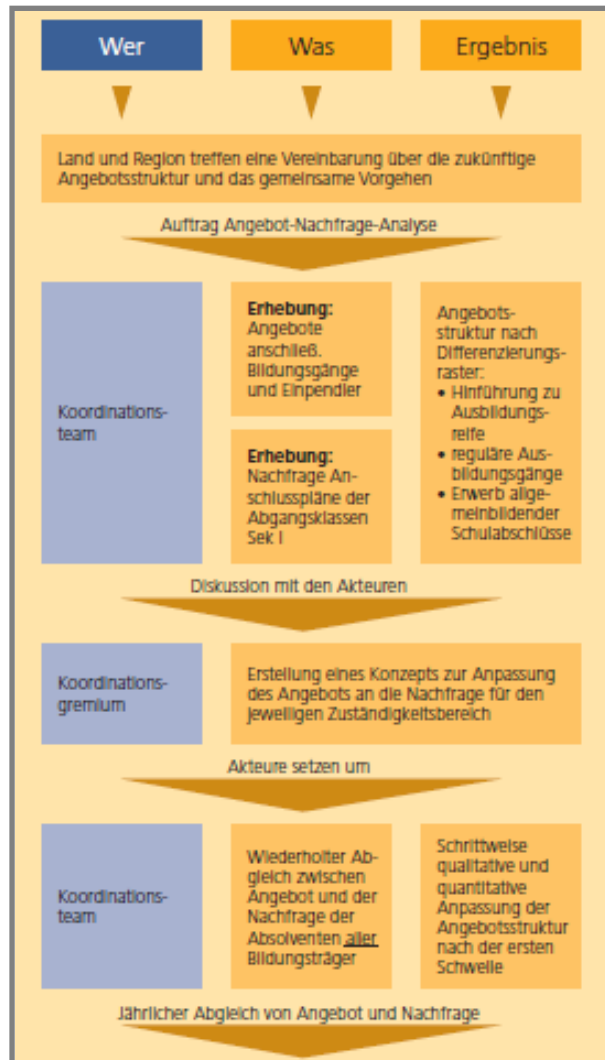 Wer
Was
Ergebnis
Land und Region treffen eine Vereinbarung über die zukünftige
Angebotsstruktur und das gemeinsame Vorgehen
Auftrag Angebot-Nachfrage-Analyse
Koordinations-
team
Erhebung:
Angebote
anschließ.
Bildungsgänge
und Einpendler
Erhebung:
Nachfrage An-
schlusspläne der
Abgangsklassen
Sek I
Angebots-
struktur nach
Differenzierungs-
raster:
• Hinführung zu
Ausbildungs-
reife
• reguläre Aus-
bildungsgänge
• Erwerb allge-
meinbildender
Schulabschlüsse
Diskussion mit den Akteuren
Koordinations-
gremium
Erstellung eines Konzepts zur Anpassung
des Angebots an die Nachfrage für den
jeweiligen Zuständigkeitsbereich
Akteure setzen um
Koordinations-
team
Wiederholter Ab-
gleich zwischen
Angebot und der
Nachfrage der
Absolventen aller
Bildungsträger
Schrittweise
qualitative und
quantitative
Anpassung der
Angebotsstruktur
nach der ersten
Schwelle
Jährlicher Abgleich von Angebot und Nachfrage